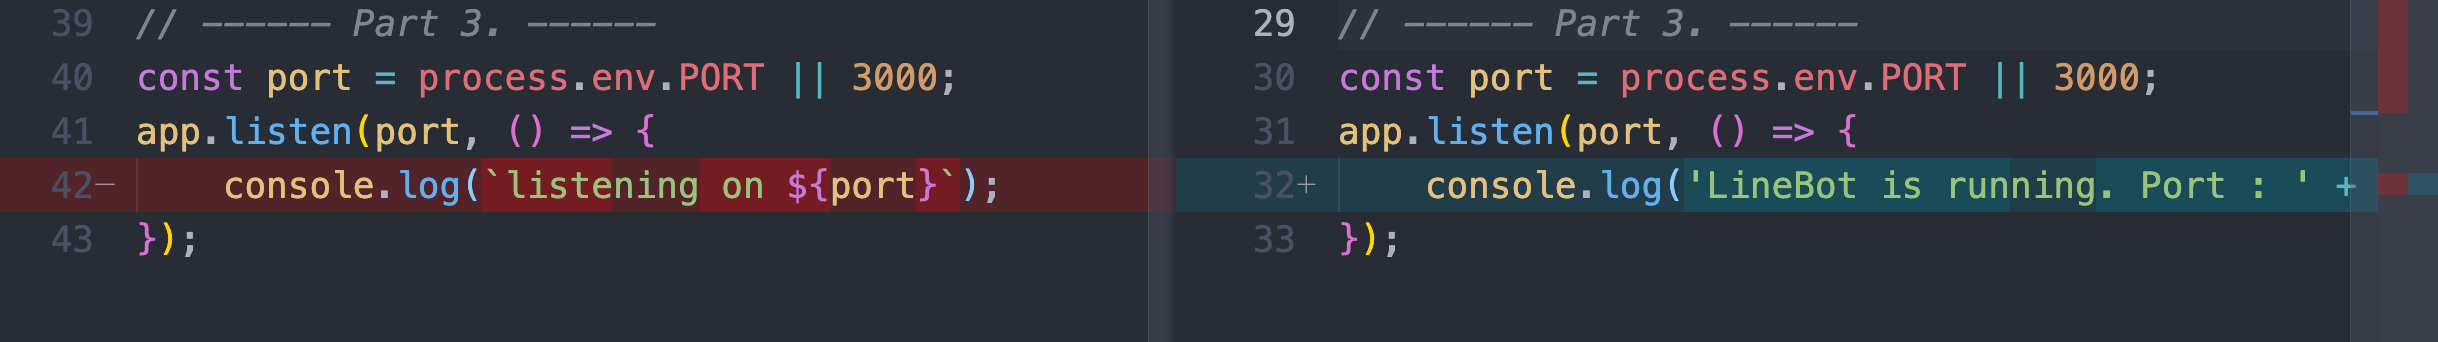 39 // —————— Part 3. ——————
40 const port = process.env.PORT || 3000;
41 app.listen(port, () => {
42— console.log(`listening on ${port}`);
43 });
29 // —————— Part 3. ——————
30 const port = process.env.PORT || 3000;
31 app.listen(port, () => {
32+ console.log('LineBot is running. Port : ' +
33 });